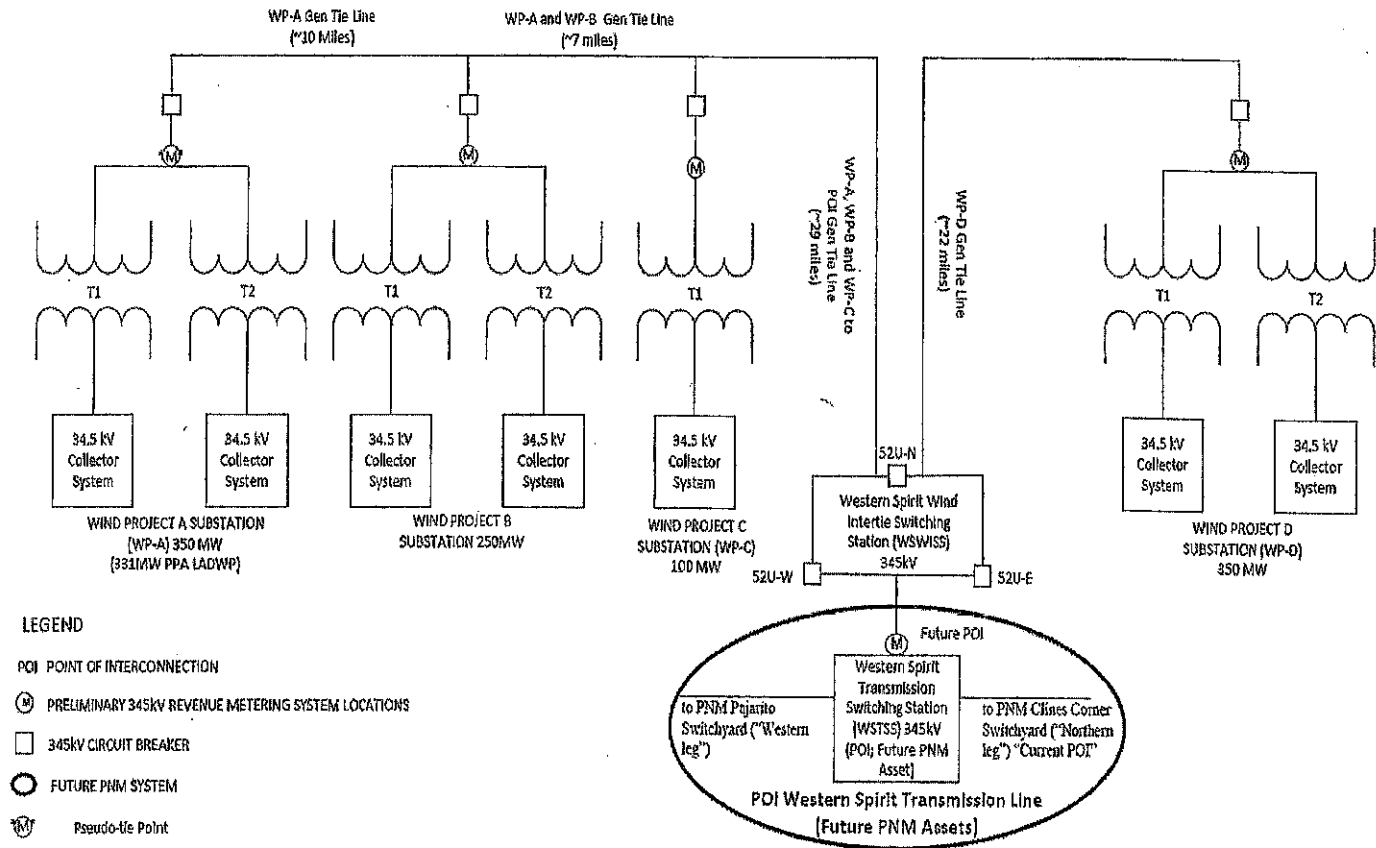 WP-A Gen Tie Line
(~10 Miles)
WP-A and WP-B Gen Tie Line
(~7 miles)
M
M
M
M
WP-A, WP-B and WP-C to
POI Gen Tie Line
(~29 miles)
WP-D Gen Tie Line
(~22 miles)
T1
T2
T1
T2
T1
T1
T2
34.5 kV
Collector
System
34.5 kV
Collector
System
34.5 kV
Collector
System
34.5 kV
Collector
System
34.5 kV
Collector
System
34.5 kV
Collector
System
34.5 kV
Collector
System
WIND PROJECT A SUBSTATION
(WP-A) 350 MW
(331MW PPA LADWP)
WIND PROJECT B
SUBSTATION 250MW
WIND PROJECT C
SUBSTATION (WP-C)
100 MW
WIND PROJECT D
SUBSTATION (WP-D)
350 MW
52U-N
Western Spirit Wind
Intertie Switching
Station (WSWISS)
345kV
52U-W
52U-E
M
Future POI
Western Spirit
Transmission
Switching Station
(WSTSS) 345kV
(POI; Future PNM
Asset)
to PNM Pajarito
Switchyard ("Western
leg")
to PNM Clines Corner
Switchyard ("Northern
leg") "Current POI"
POI Western Spirit Transmission Line
(Future PNM Assets)
LEGEND
POI POINT OF INTERCONNECTION
M PRELIMINARY 345kV REVENUE METERING SYSTEM LOCATIONS
345kV CIRCUIT BREAKER
FUTURE PNM SYSTEM
"M" Pseudo-tie Point